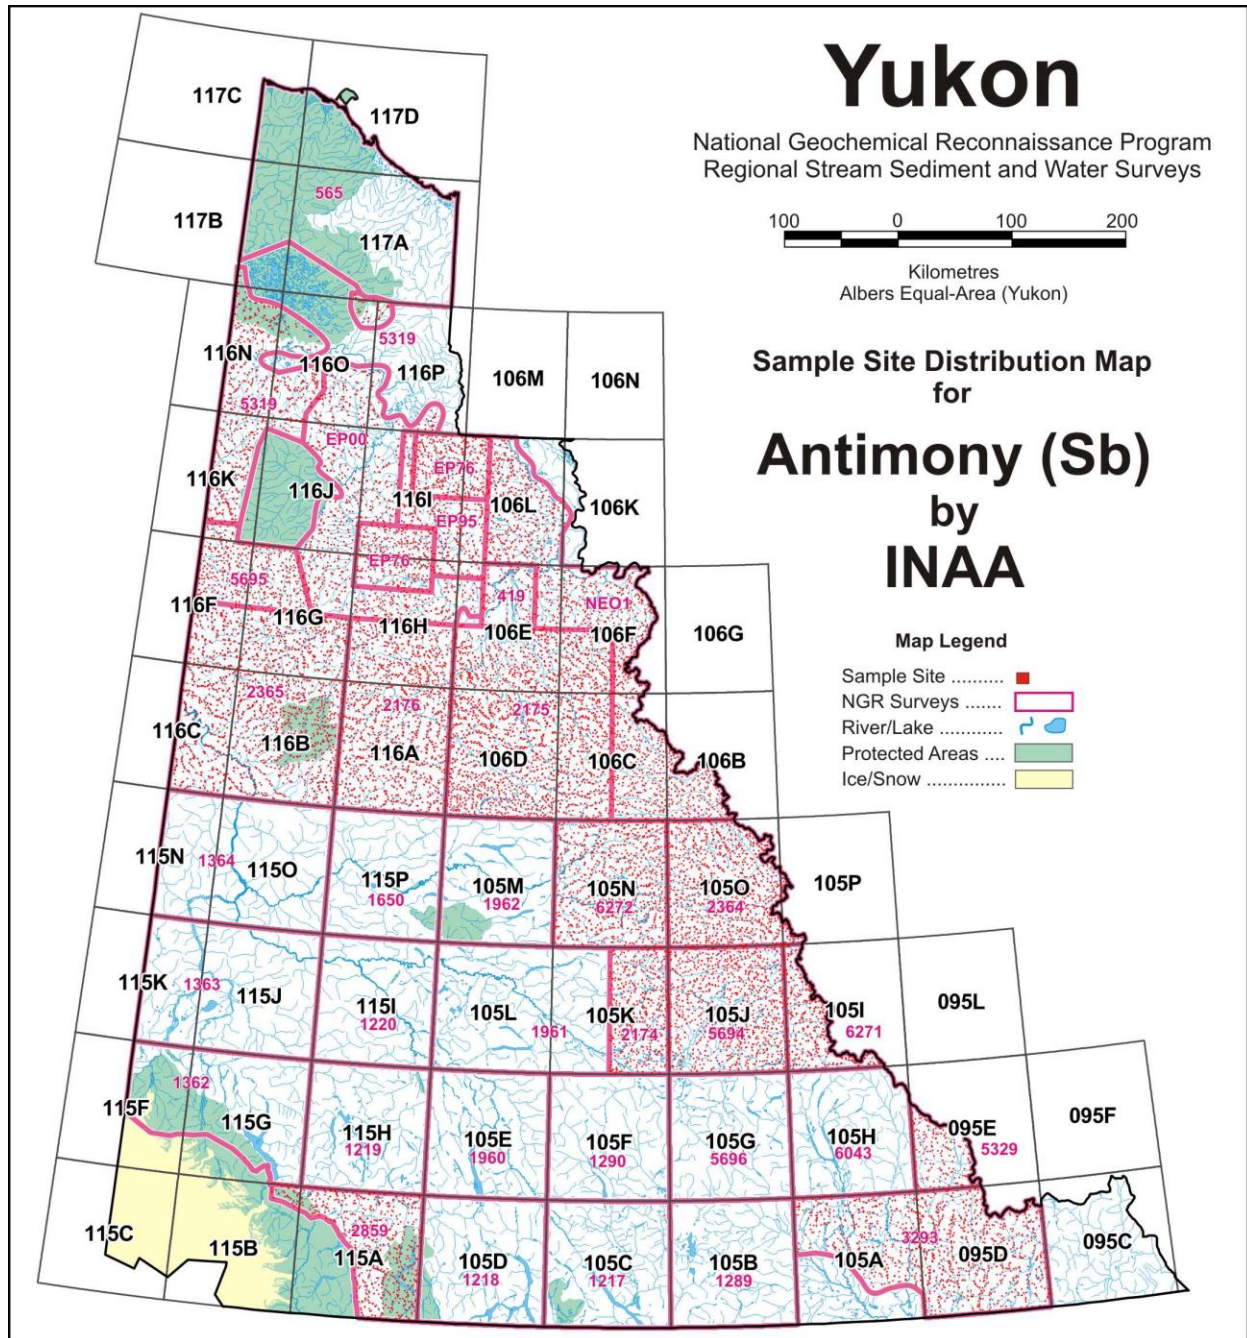 Yukon
National Geochemical Reconnaissance Program
Regional Stream Sediment and Water Surveys
100 0 100 200
Kilometres
Albers Equal-Area (Yukon)
Sample Site Distribution Map
for
Antimony (Sb)
by
INAA
Map Legend
Sample Site ..........
NGR Surveys .......
River/Lake ............
Protected Areas ....
Ice/Snow ...............
117C
117D
565
117B
117A
5319
116N
116O
116P
106M
106N
5319
EP00
EP76
116K
116J
116I
106L
106K
EP95
EP76
5695
419
NEO1
116F
116G
116H
106E
106F
106G
2365
2176
2175
116C
116B
116A
106D
106C
106B
115N
1364
115O
115P
1650
105M
1962
105N
6272
105O
2364
105P
115K
1363
115J
115I
1220
105L
1961
105K
2174
105J
5694
105I
6271
095L
1362
115F
115G
115H
1219
105E
1960
105F
1290
105G
5696
105H
6043
095E
5329
095F
115C
115B
2859
115A
105D
1218
105C
1217
105B
1289
105A
3293
095D
095C